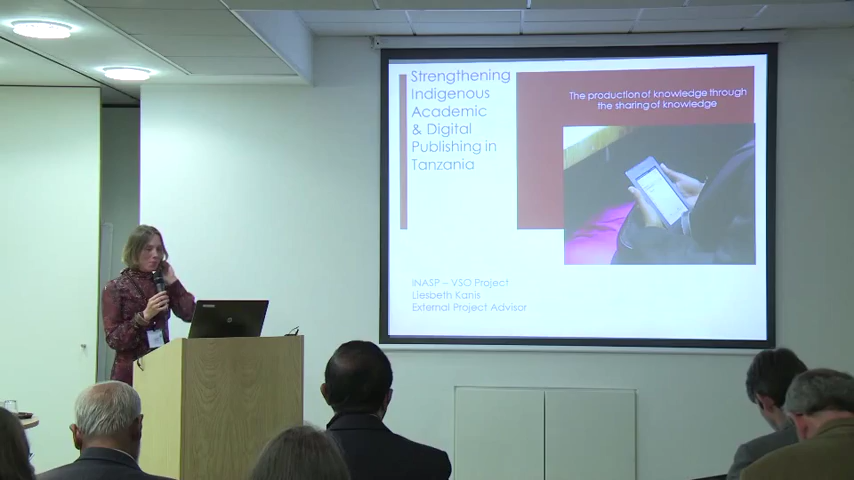 Strengthening
Indigenous
Academic
& Digital
Publishing in
Tanzania
The production of knowledge through
the sharing of knowledge
INASP – VSO Project
Liesbeth Kanis
External Project Advisor